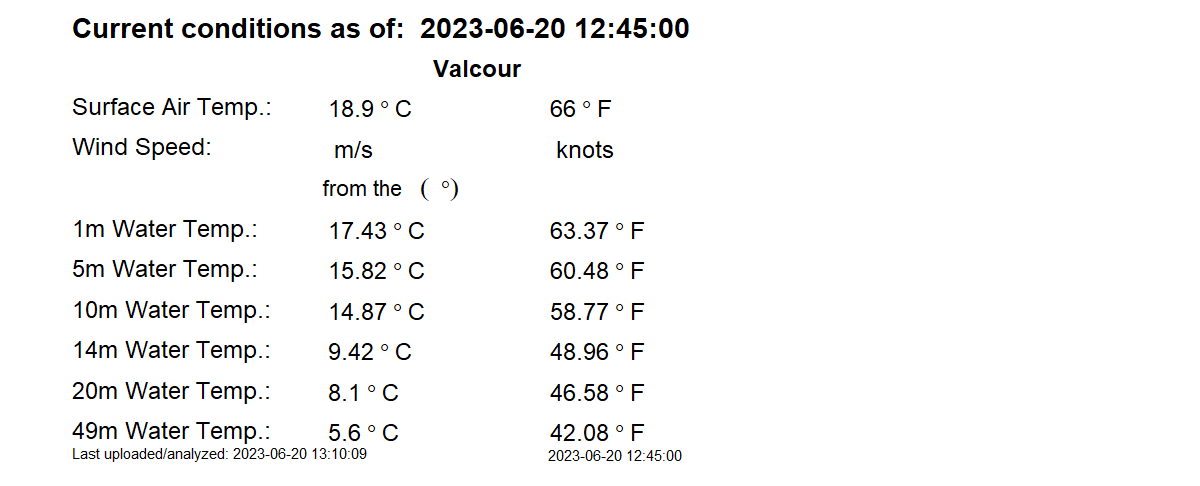 Current conditions as of: 2023-06-20 12:45:00
Valcour
Surface Air Temp.: 18.9 ° C 66 ° F
Wind Speed: m/s knots
from the ( °)
1m Water Temp.: 17.43 ° C 63.37 ° F
5m Water Temp.: 15.82 ° C 60.48 ° F
10m Water Temp.: 14.87 ° C 58.77 ° F
14m Water Temp.: 9.42 ° C 48.96 ° F
20m Water Temp.: 8.1 ° C 46.58 ° F
49m Water Temp.: 5.6 ° C 42.08 ° F
Last uploaded/analyzed: 2023-06-20 13:10:09 2023-06-20 12:45:00